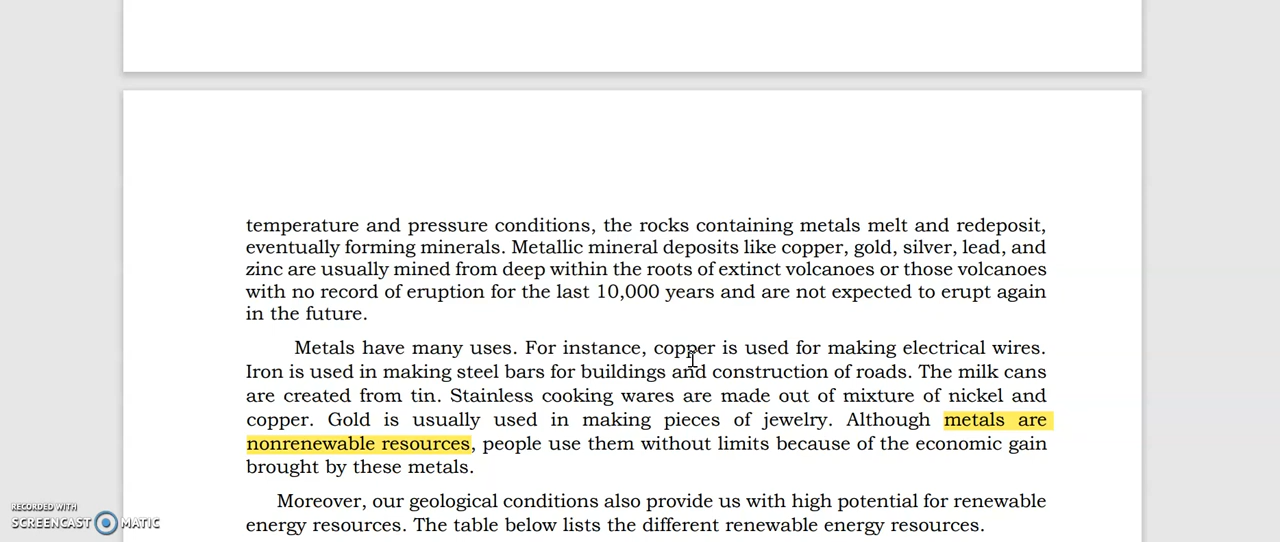 temperature and pressure conditions, the rocks containing metals melt and redeposit,
eventually forming minerals. Metallic mineral deposits like copper, gold, silver, lead, and
zinc are usually mined from deep within the roots of extinct volcanoes or those volcanoes
with no record of eruption for the last 10,000 years and are not expected to erupt again
in the future.
Metals have many uses. For instance, copper is used for making electrical wires.
Iron is used in making steel bars for buildings and construction of roads. The milk cans
are created from tin. Stainless cooking wares are made out of mixture of nickel and
copper. Gold is usually used in making pieces of jewelry. Although metals are
nonrenewable resources, people use them without limits because of the economic gain
brought by these metals.
Moreover, our geological conditions also provide us with high potential for renewable
energy resources. The table below lists the different renewable energy resources.
RECORDED WITH
SCREENCAST MATIC